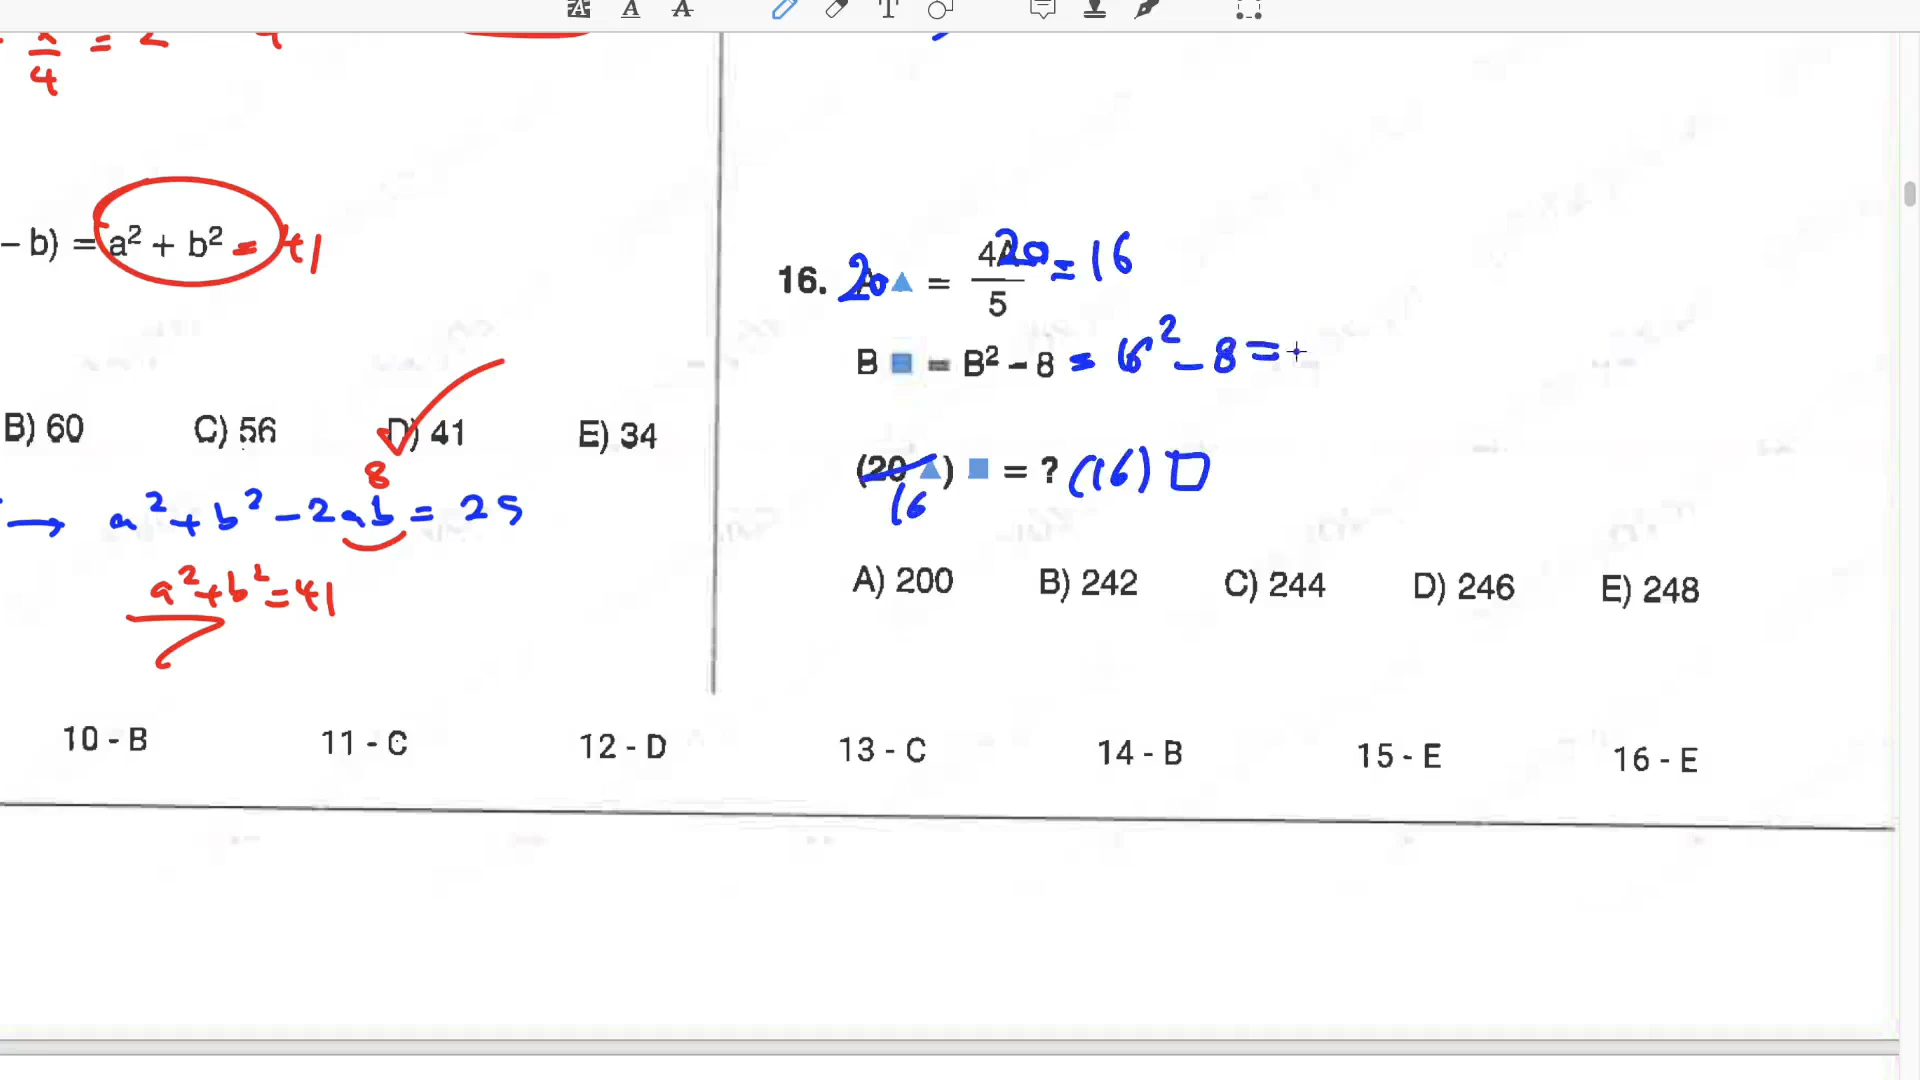 4
– b) = a² + b² = 41
B) 60 C) 56 D) 41 E) 34
8
→ a² + b² - 2ab = 25
a² + b² = 41
16. 20 ▲ = 4A 20 / 5 = 16
B ■ = B² – 8 = 16² - 8 =
(20 ▲) ■ = ? (16) □
16
A) 200 B) 242 C) 244 D) 246 E) 248
10 - B 11 - C 12 - D 13 - C 14 - B 15 - E 16 - E